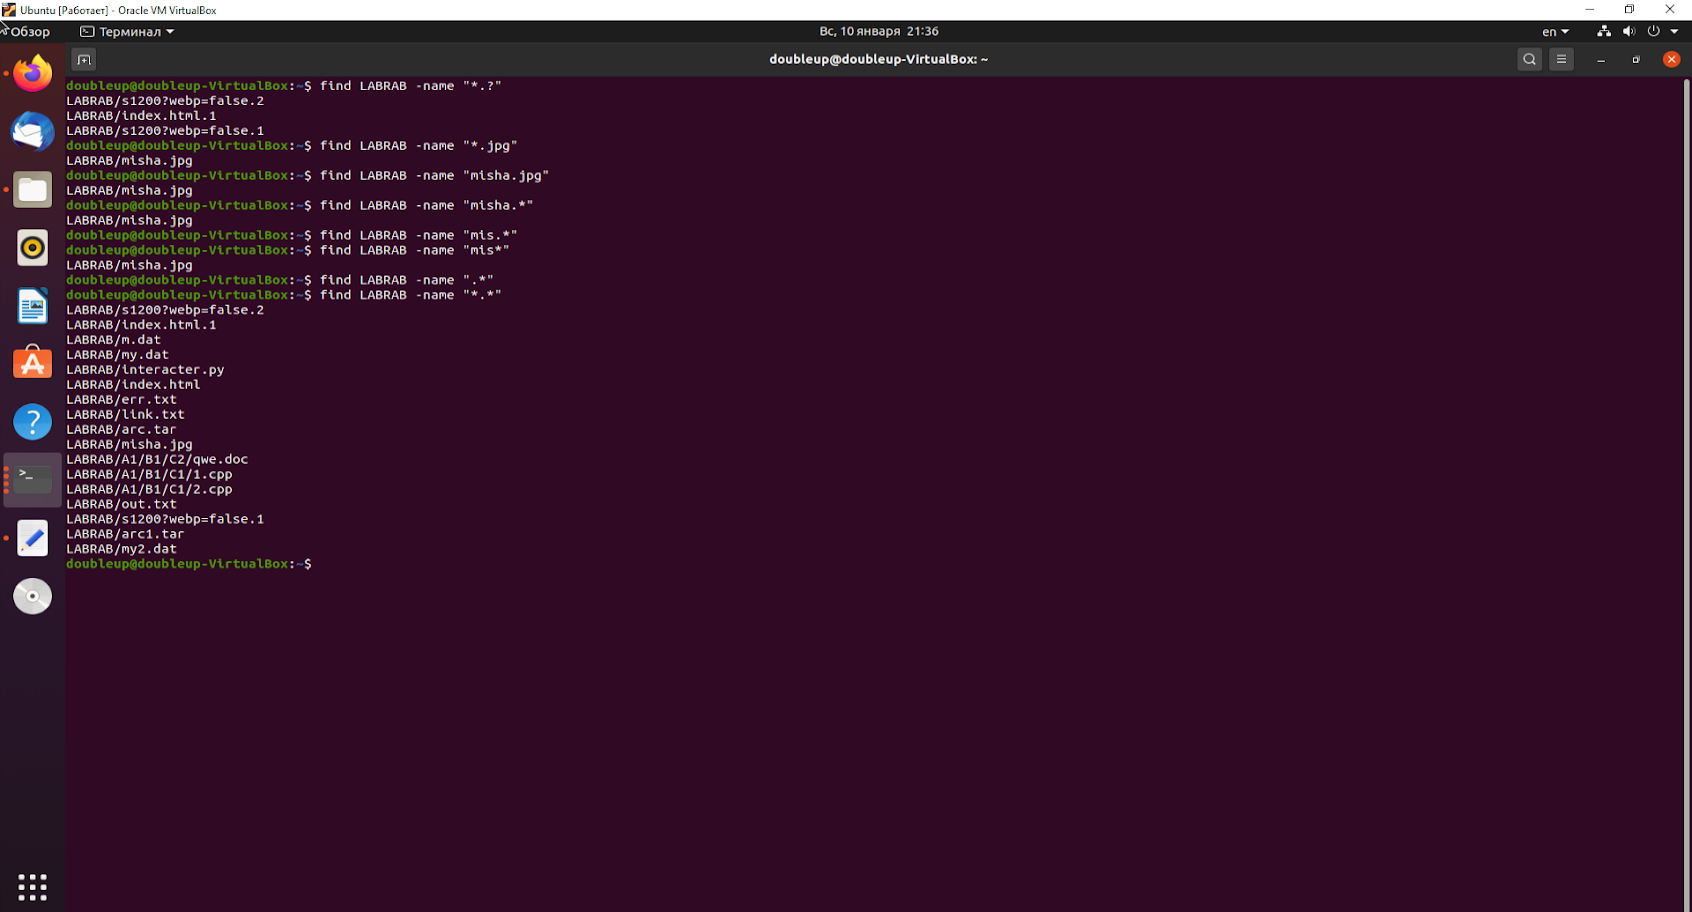 Ubuntu [Работает] - Oracle VM VirtualBox
Обзор Терминал Вс, 10 января 21:36 en
doubleup@doubleup-VirtualBox: ~
doubleup@doubleup-VirtualBox:~$ find LABRAB -name "*.?"
LABRAB/s1200?webp=false.2
LABRAB/index.html.1
LABRAB/s1200?webp=false.1
doubleup@doubleup-VirtualBox:~$ find LABRAB -name "*.jpg"
LABRAB/misha.jpg
doubleup@doubleup-VirtualBox:~$ find LABRAB -name "misha.jpg"
LABRAB/misha.jpg
doubleup@doubleup-VirtualBox:~$ find LABRAB -name "misha.*"
LABRAB/misha.jpg
doubleup@doubleup-VirtualBox:~$ find LABRAB -name "mis.*"
doubleup@doubleup-VirtualBox:~$ find LABRAB -name "mis*"
LABRAB/misha.jpg
doubleup@doubleup-VirtualBox:~$ find LABRAB -name ".*"
doubleup@doubleup-VirtualBox:~$ find LABRAB -name "*.*"
LABRAB/s1200?webp=false.2
LABRAB/index.html.1
LABRAB/m.dat
LABRAB/my.dat
LABRAB/interacter.py
LABRAB/index.html
LABRAB/err.txt
LABRAB/link.txt
LABRAB/arc.tar
LABRAB/misha.jpg
LABRAB/A1/B1/C2/qwe.doc
LABRAB/A1/B1/C1/1.cpp
LABRAB/A1/B1/C1/2.cpp
LABRAB/out.txt
LABRAB/s1200?webp=false.1
LABRAB/arc1.tar
LABRAB/my2.dat
doubleup@doubleup-VirtualBox:~$